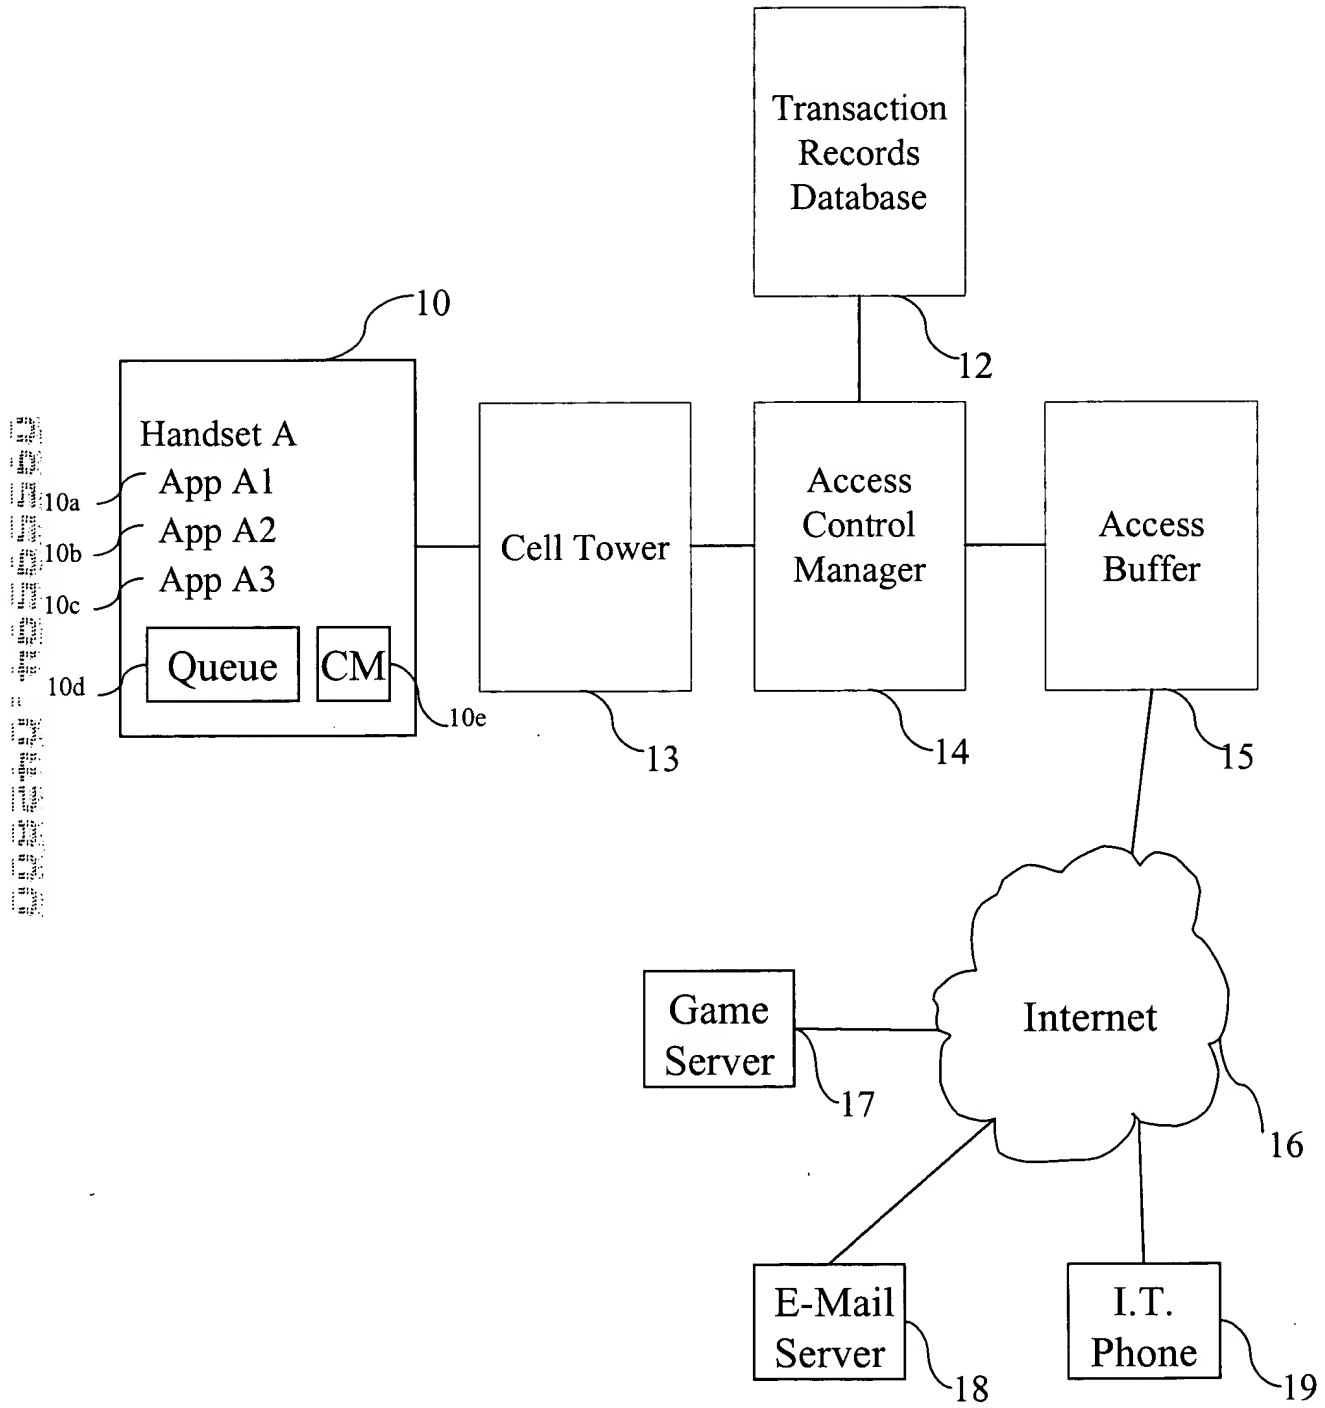 Transaction
Records
Database
12
10
Handset A
App A1
10a
App A2
10b
App A3
10c
Queue
10d
CM
10e
Cell Tower
13
Access
Control
Manager
14
Access
Buffer
15
Internet
16
Game
Server
17
E-Mail
Server
18
I.T.
Phone
19